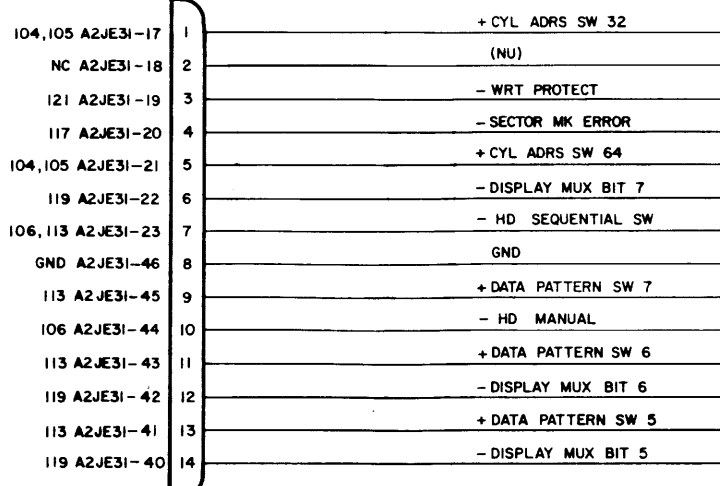 104,105 A2JE31-17 1 + CYL ADRS SW 32
NC A2JE31-18 2 (NU)
121 A2JE31-19 3 - WRT PROTECT
117 A2JE31-20 4 - SECTOR MK ERROR
104,105 A2JE31-21 5 + CYL ADRS SW 64
119 A2JE31-22 6 - DISPLAY MUX BIT 7
106,113 A2JE31-23 7 - HD SEQUENTIAL SW
GND A2JE31-46 8 GND
113 A2JE31-45 9 + DATA PATTERN SW 7
106 A2JE31-44 10 - HD MANUAL
113 A2JE31-43 11 + DATA PATTERN SW 6
119 A2JE31-42 12 - DISPLAY MUX BIT 6
113 A2JE31-41 13 + DATA PATTERN SW 5
119 A2JE31-40 14 - DISPLAY MUX BIT 5